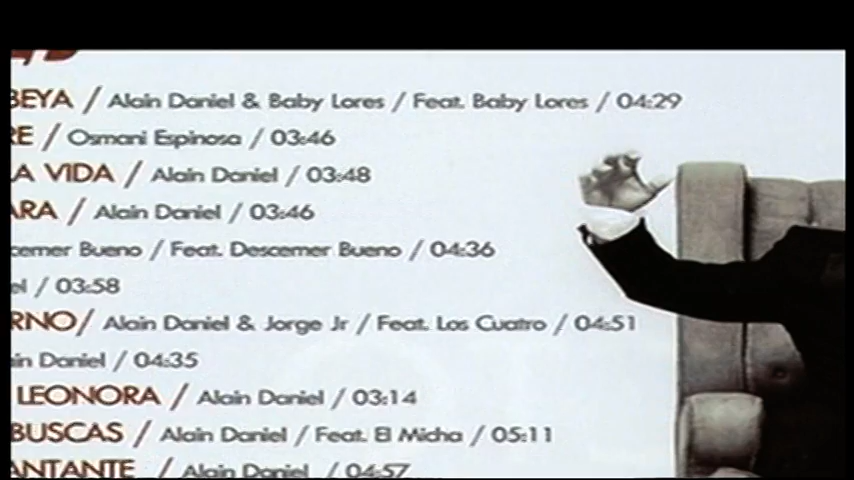 BEYA / Alain Daniel & Baby Lores / Feat. Baby Lores / 04:29
RE / Osmani Espinosa / 03:46
LA VIDA / Alain Daniel / 03:48
ARA / Alain Daniel / 03:46
cemer Bueno / Feat. Descemer Bueno / 04:36
el / 03:58
RNO / Alain Daniel & Jorge Jr / Feat. Los Cuatro / 04:51
in Daniel / 04:35
LEONORA / Alain Daniel / 03:14
BUSCAS / Alain Daniel / Feat. El Micha / 05:11
ANTANTE / Alain Daniel / 04:57